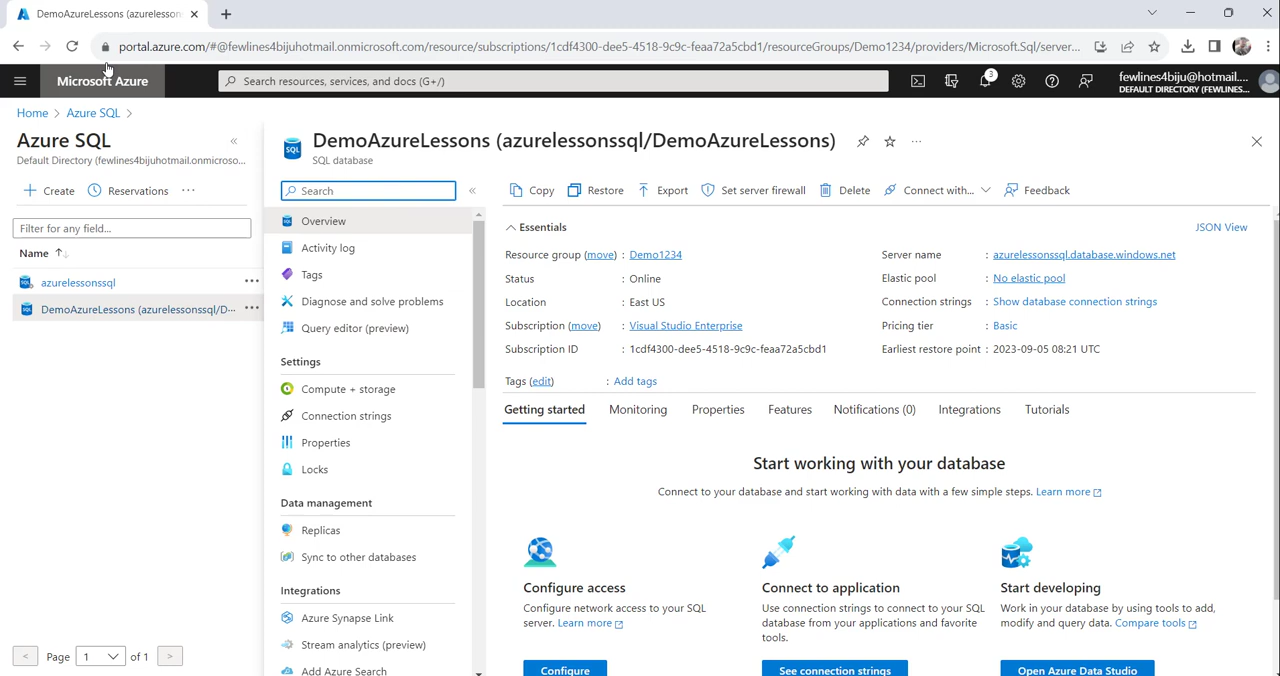 DemoAzureLessons (azurelessons
portal.azure.com/#@fewlines4bijuhotmail.onmicrosoft.com/resource/subscriptions/1cdf4300-dee5-4518-9c9c-feaa72a5cbd1/resourceGroups/Demo1234/providers/Microsoft.Sql/server...
Microsoft Azure
Search resources, services, and docs (G+/)
3
fewlines4biju@hotmail....
DEFAULT DIRECTORY (FEWLINES...
Home > Azure SQL >
Azure SQL
Default Directory (fewlines4bijuhotmail.onmicroso...
Create
Reservations
Filter for any field...
Name
azurelessonssql
DemoAzureLessons (azurelessonssql/D...
Page 1 of 1
DemoAzureLessons (azurelessonssql/DemoAzureLessons)
SQL database
Search
Overview
Activity log
Tags
Diagnose and solve problems
Query editor (preview)
Settings
Compute + storage
Connection strings
Properties
Locks
Data management
Replicas
Sync to other databases
Integrations
Azure Synapse Link
Stream analytics (preview)
Add Azure Search
Copy Restore Export Set server firewall Delete Connect with... Feedback
Essentials
JSON View
Resource group (move) : Demo1234
Status : Online
Location : East US
Subscription (move) : Visual Studio Enterprise
Subscription ID : 1cdf4300-dee5-4518-9c9c-feaa72a5cbd1
Server name : azurelessonssql.database.windows.net
Elastic pool : No elastic pool
Connection strings : Show database connection strings
Pricing tier : Basic
Earliest restore point : 2023-09-05 08:21 UTC
Tags (edit) : Add tags
Getting started Monitoring Properties Features Notifications (0) Integrations Tutorials
Start working with your database
Connect to your database and start working with data with a few simple steps. Learn more
Configure access
Configure network access to your SQL
server. Learn more
Configure
Connect to application
Use connection strings to connect to your SQL
database from your applications and favorite
tools.
See connection strings
Start developing
Work in your database by using tools to add,
modify and query data. Compare tools
Open Azure Data Studio